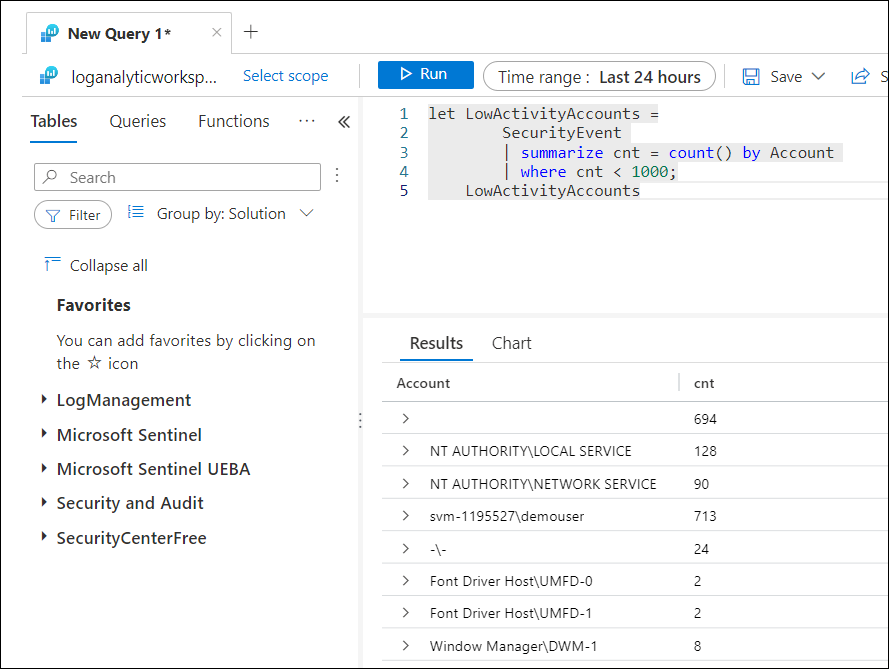 New Query 1*
loganalyticworksp... Select scope Run Time range : Last 24 hours Save S
Tables Queries Functions
Search
Filter Group by: Solution
Collapse all
Favorites
You can add favorites by clicking on
the ☆ icon
LogManagement
Microsoft Sentinel
Microsoft Sentinel UEBA
Security and Audit
SecurityCenterFree
1 let LowActivityAccounts =
2 SecurityEvent
3 | summarize cnt = count() by Account
4 | where cnt < 1000;
5 LowActivityAccounts
Results Chart
Account cnt
694
NT AUTHORITY\LOCAL SERVICE 128
NT AUTHORITY\NETWORK SERVICE 90
svm-1195527\demouser 713
-\- 24
Font Driver Host\UMFD-0 2
Font Driver Host\UMFD-1 2
Window Manager\DWM-1 8